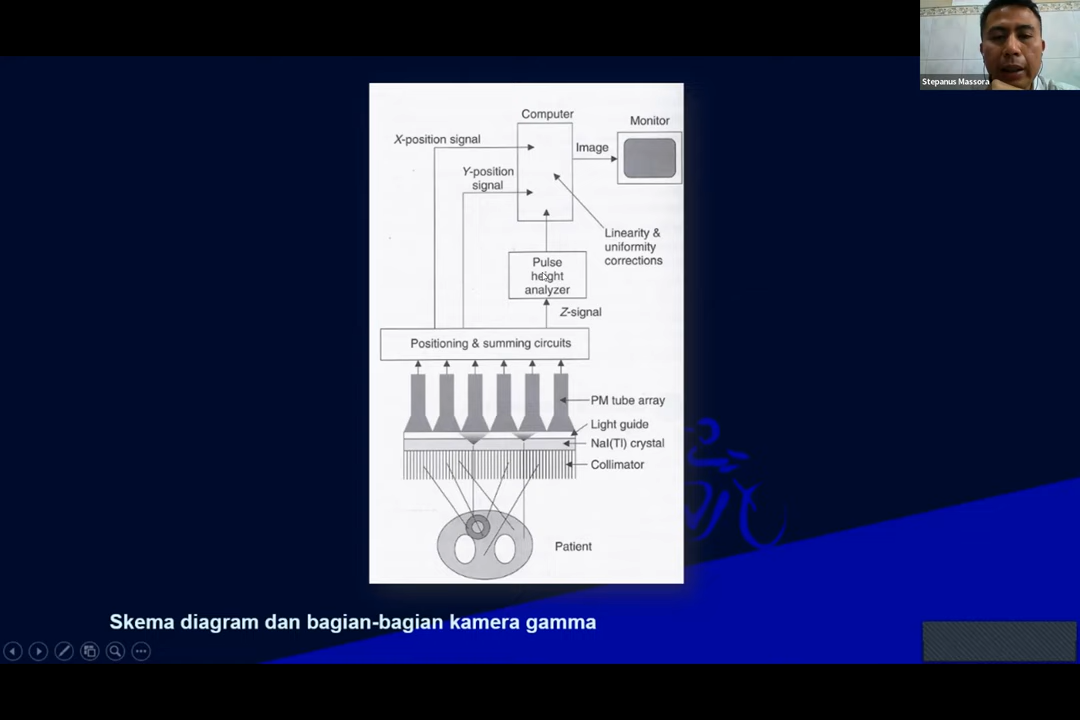 Stepanus Massora
Computer
Monitor
X-position signal
Image
Y-position
signal
Linearity &
uniformity
corrections
Pulse
height
analyzer
Z-signal
Positioning & summing circuits
PM tube array
Light guide
NaI(Tl) crystal
Collimator
Patient
Skema diagram dan bagian-bagian kamera gamma